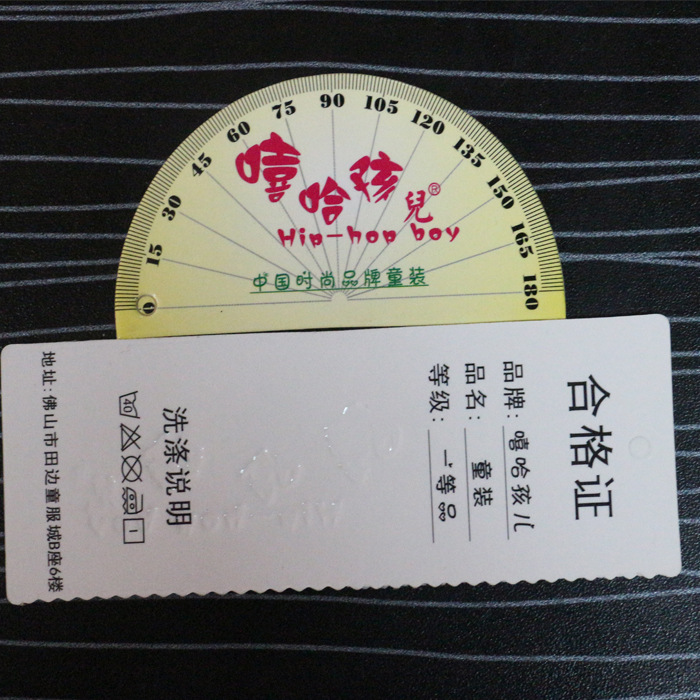 0 15 30 45 60 75 90 105 120 135 150 165 180
嘻哈孩兒®
Hip-hop boy
中国时尚品牌童装
合格证
品牌: 嘻哈孩儿
品名: 童装
等级: 一等品
洗涤说明
40
地址: 佛山市田边童服城B座6楼